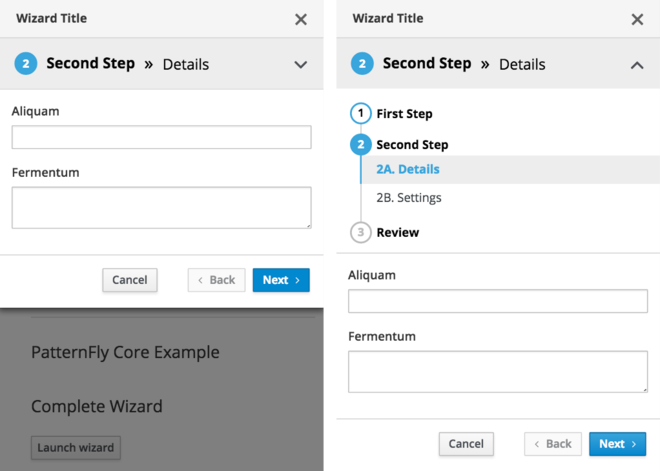 Wizard Title
2 Second Step » Details
Aliquam
Fermentum
Cancel < Back Next >
PatternFly Core Example
Complete Wizard
Launch wizard
Wizard Title
2 Second Step » Details
1 First Step
2 Second Step
2A. Details
2B. Settings
3 Review
Aliquam
Fermentum
Cancel < Back Next >